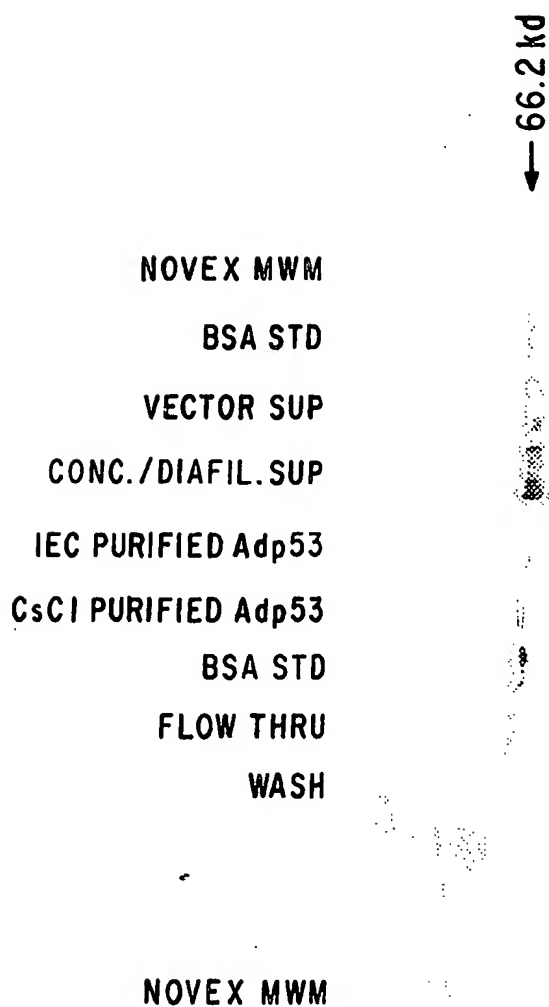 ← 66.2 kd
NOVEX MWM
BSA STD
VECTOR SUP
CONC./DIAFIL. SUP
IEC PURIFIED Adp53
CsCl PURIFIED Adp53
BSA STD
FLOW THRU
WASH
NOVEX MWM